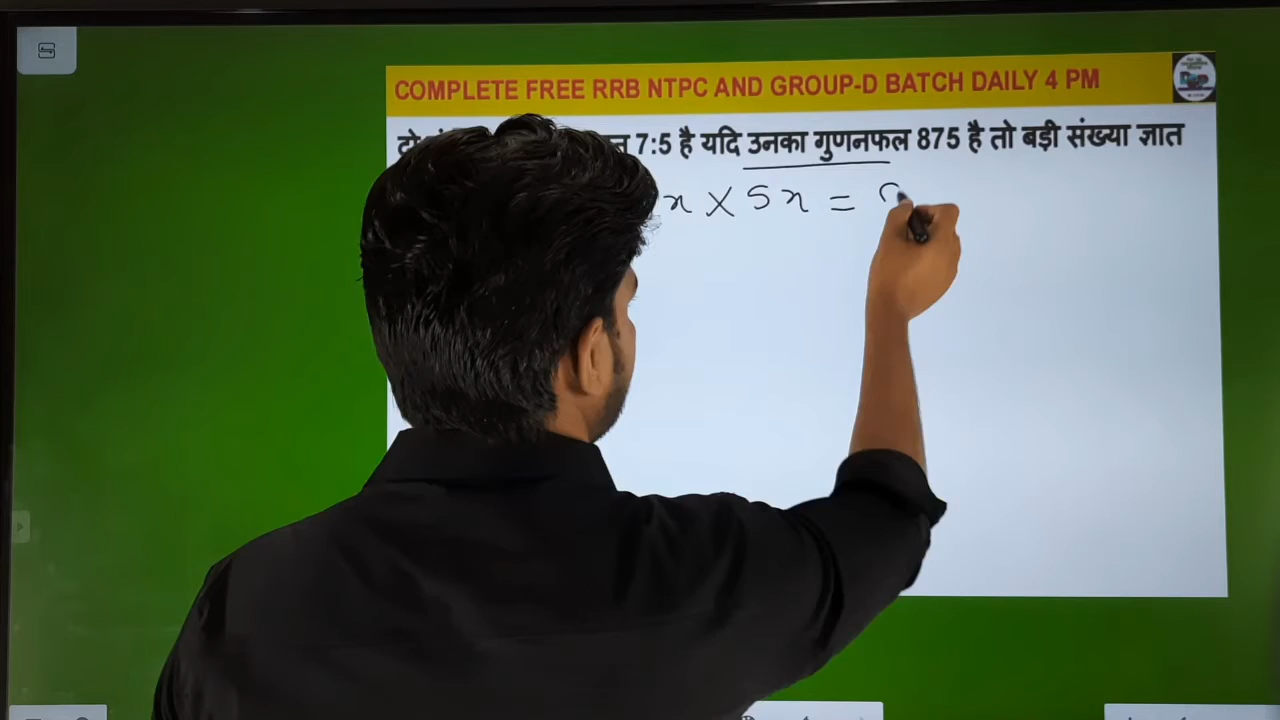 COMPLETE FREE RRB NTPC AND GROUP-D BATCH DAILY 4 PM
7:5 है यदि उनका गुणनफल 875 है तो बड़ी संख्या ज्ञात
x × 5x =